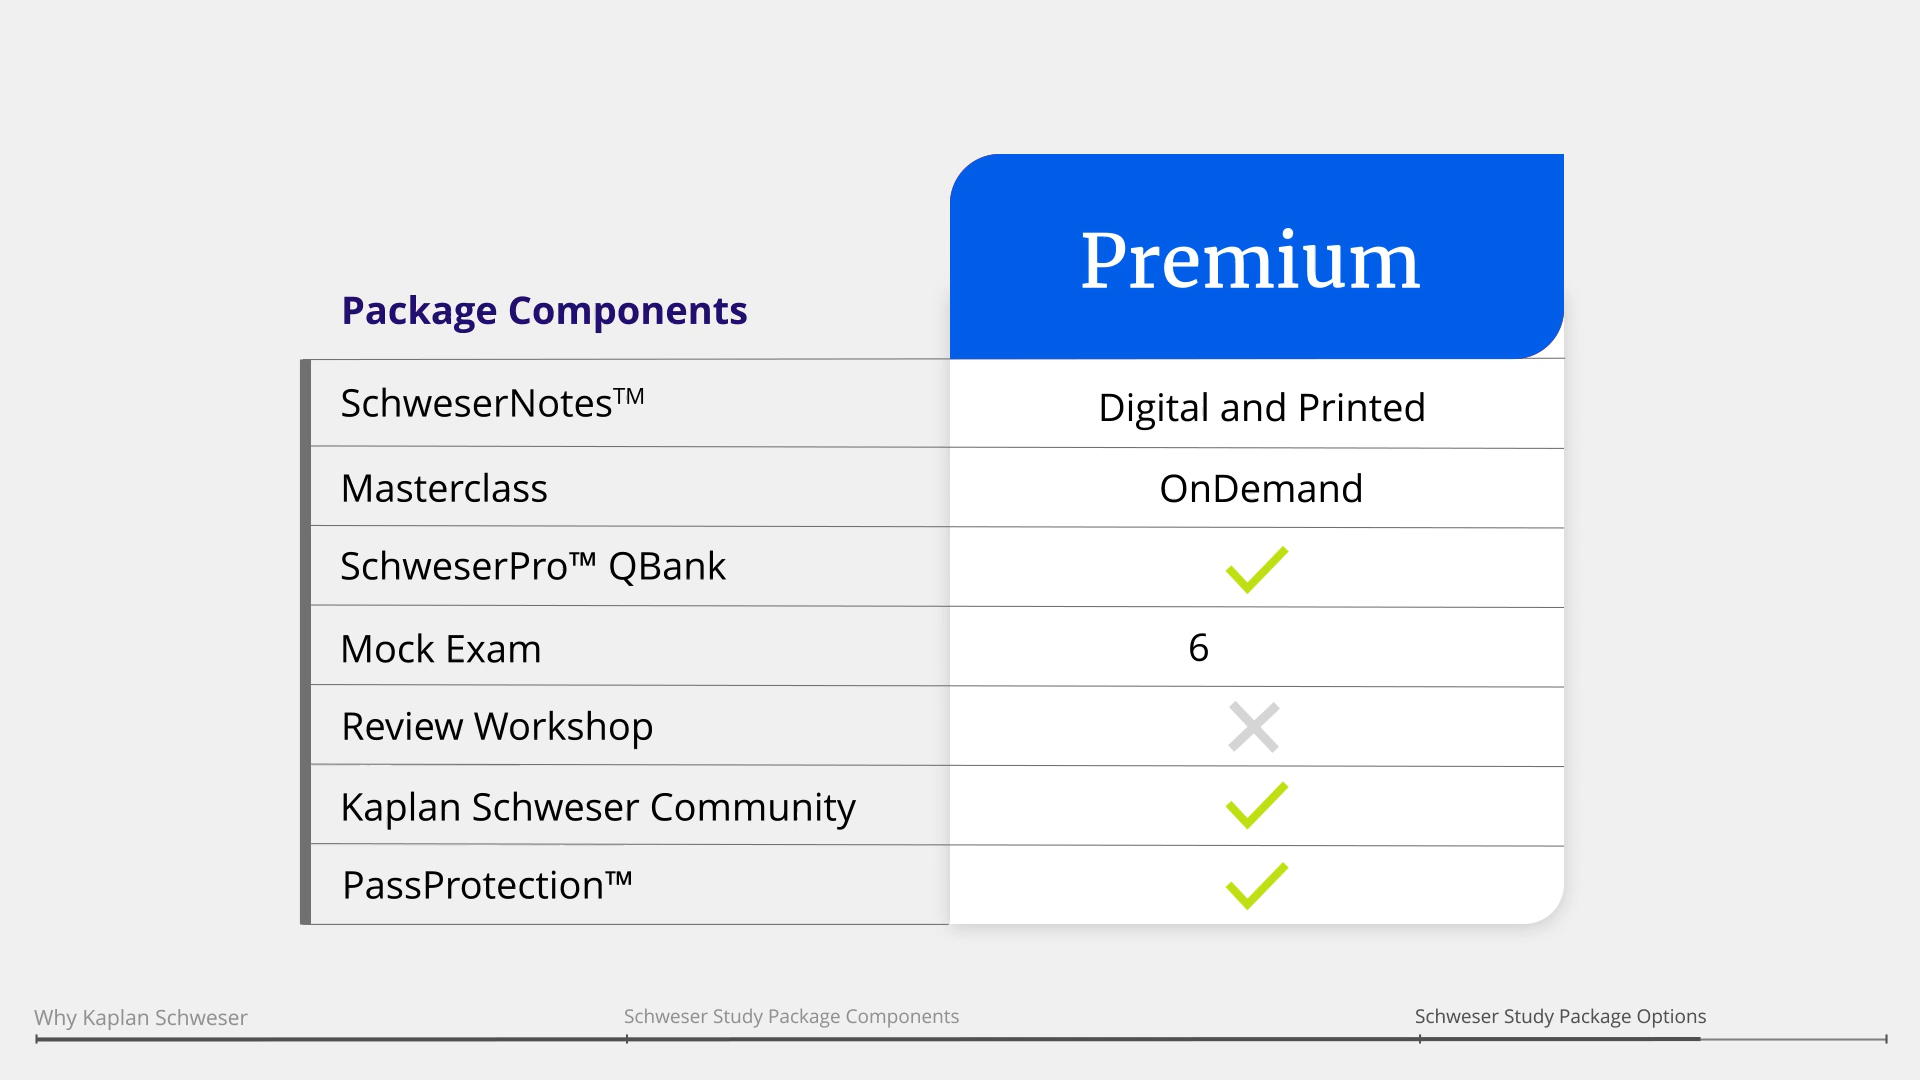 Premium
Package Components
SchweserNotes™
Digital and Printed
Masterclass
OnDemand
SchweserPro™ QBank
Mock Exam
6
Review Workshop
Kaplan Schweser Community
PassProtection™
Why Kaplan Schweser
Schweser Study Package Components
Schweser Study Package Options